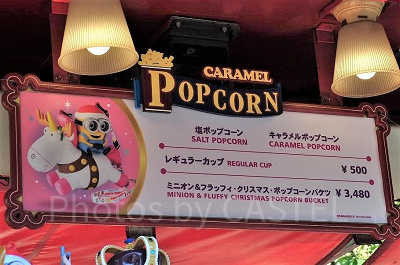 CARAMEL
POPCORN
塩ポップコーン キャラメルポップコーン
SALT POPCORN CARAMEL POPCORN
レギュラーカップ REGULAR CUP ¥500
ミニオン&フラッフィ・クリスマス・ポップコーンバケツ ¥3,480
MINION & FLUFFY CHRISTMAS POPCORN BUCKET
Photos by CASTEL